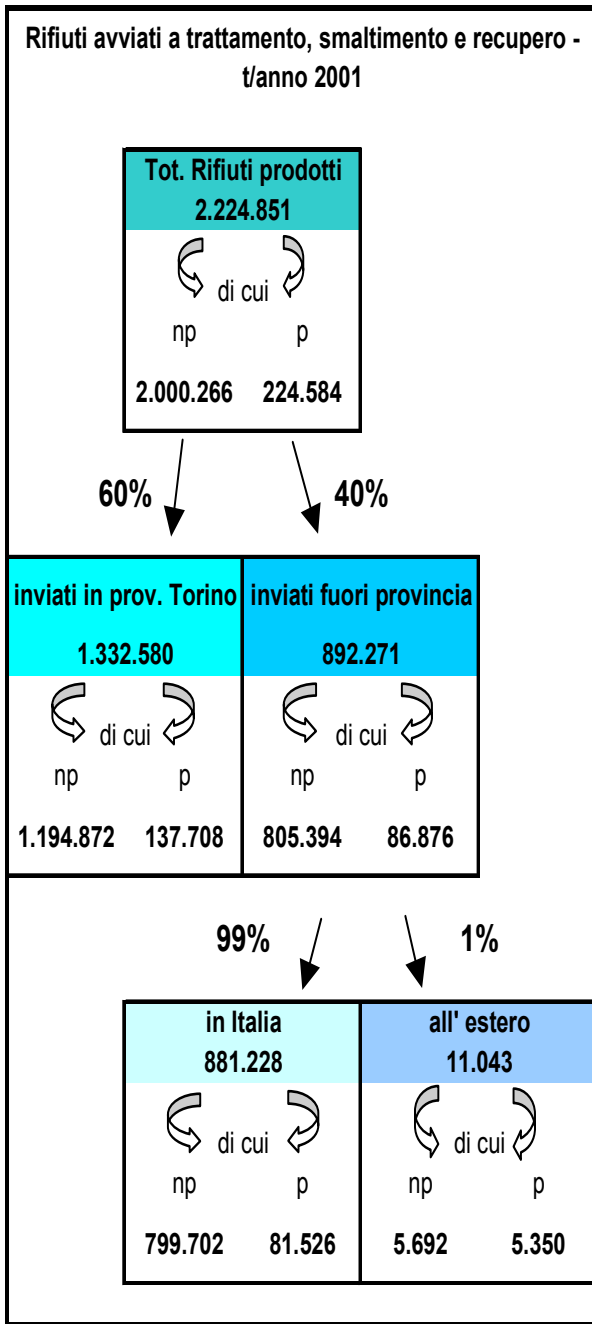 Rifiuti avviati a trattamento, smaltimento e recupero -
t/anno 2001
Tot. Rifiuti prodotti
2.224.851
di cui
np p
2.000.266 224.584
60% 40%
inviati in prov. Torino inviati fuori provincia
1.332.580 892.271
di cui di cui
np p np p
1.194.872 137.708 805.394 86.876
99% 1%
in Italia all' estero
881.228 11.043
di cui di cui
np p np p
799.702 81.526 5.692 5.350